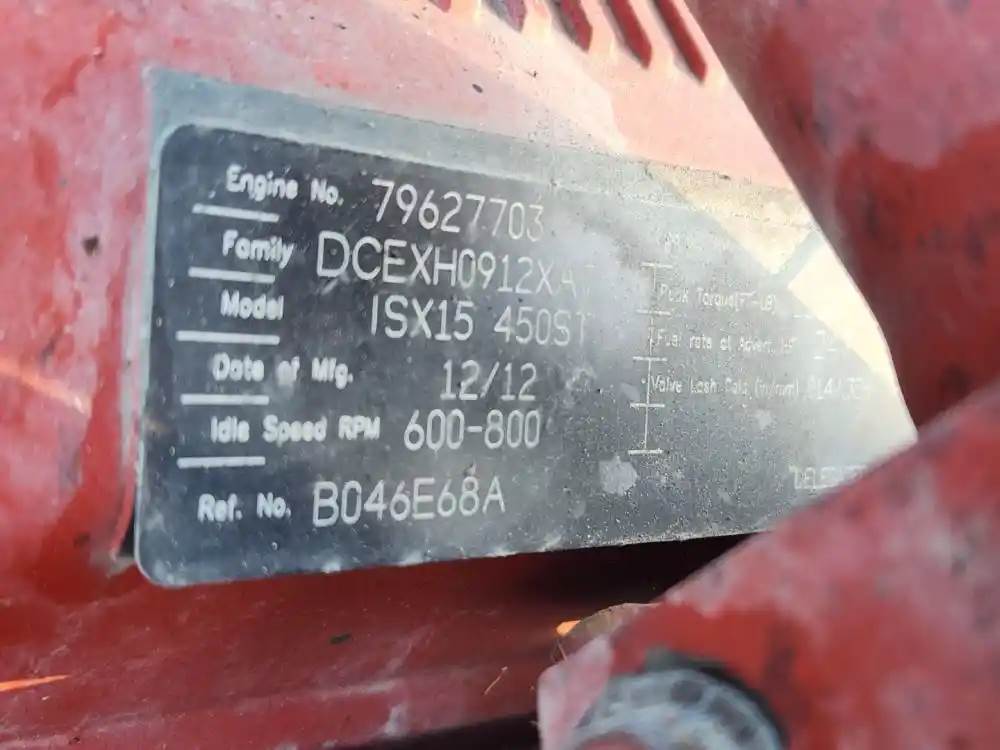 Engine No. 79627703
Family DCEXH0912XA
Model ISX15 450ST
Date of Mfg. 12/12
Idle Speed RPM 600-800
Ref. No. B046E68A
Peak Torque(FT-LB)
Fuel rate at Advert.
Valve Lash Cold (in/mm) .014/